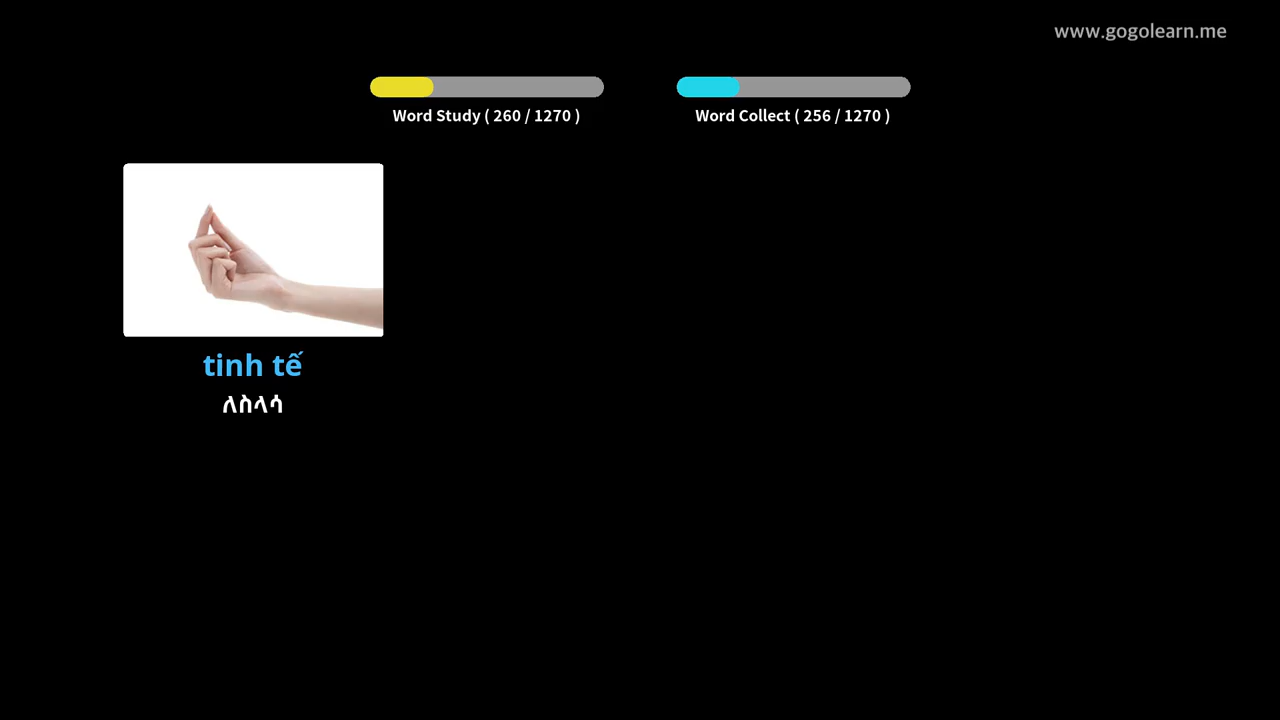 www.gogolearn.me
Word Study ( 260 / 1270 )
Word Collect ( 256 / 1270 )
tinh tế
ለስላሳ